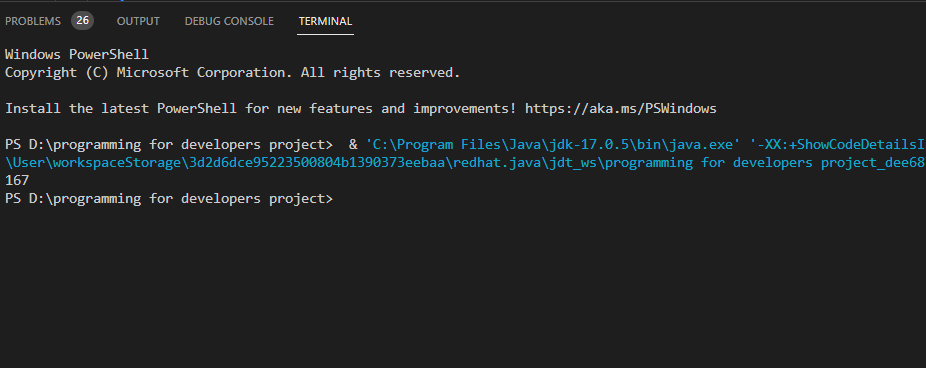 PROBLEMS 26 OUTPUT DEBUG CONSOLE TERMINAL
Windows PowerShell
Copyright (C) Microsoft Corporation. All rights reserved.
Install the latest PowerShell for new features and improvements! https://aka.ms/PSWindows
PS D:\programming for developers project>  & 'C:\Program Files\Java\jdk-17.0.5\bin\java.exe' '-XX:+ShowCodeDetailsI
\User\workspaceStorage\3d2d6dce95223500804b1390373eebaa\redhat.java\jdt_ws\programming for developers project_dee68
167
PS D:\programming for developers project>